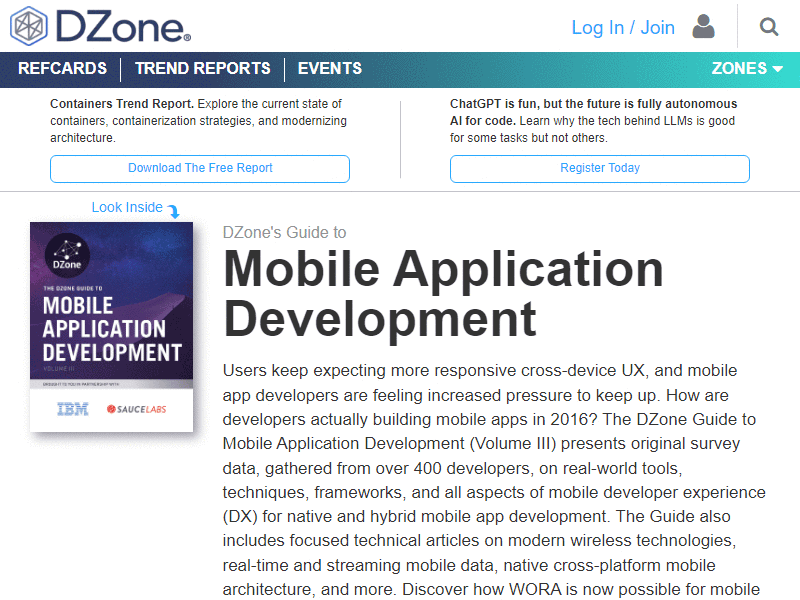 DZone®
Log In / Join
REFCARDS
TREND REPORTS
EVENTS
ZONES
Containers Trend Report. Explore the current state of
containers, containerization strategies, and modernizing
architecture.
Download The Free Report
ChatGPT is fun, but the future is fully autonomous
AI for code. Learn why the tech behind LLMs is good
for some tasks but not others.
Register Today
Look Inside
DZone
THE DZONE GUIDE TO
MOBILE
APPLICATION
DEVELOPMENT
VOLUME III
BROUGHT TO YOU IN PARTNERSHIP WITH
IBM
SAUCELABS
DZone's Guide to
Mobile Application
Development
Users keep expecting more responsive cross-device UX, and mobile
app developers are feeling increased pressure to keep up. How are
developers actually building mobile apps in 2016? The DZone Guide to
Mobile Application Development (Volume III) presents original survey
data, gathered from over 400 developers, on real-world tools,
techniques, frameworks, and all aspects of mobile developer experience
(DX) for native and hybrid mobile app development. The Guide also
includes focused technical articles on modern wireless technologies,
real-time and streaming mobile data, native cross-platform mobile
architecture, and more. Discover how WORA is now possible for mobile